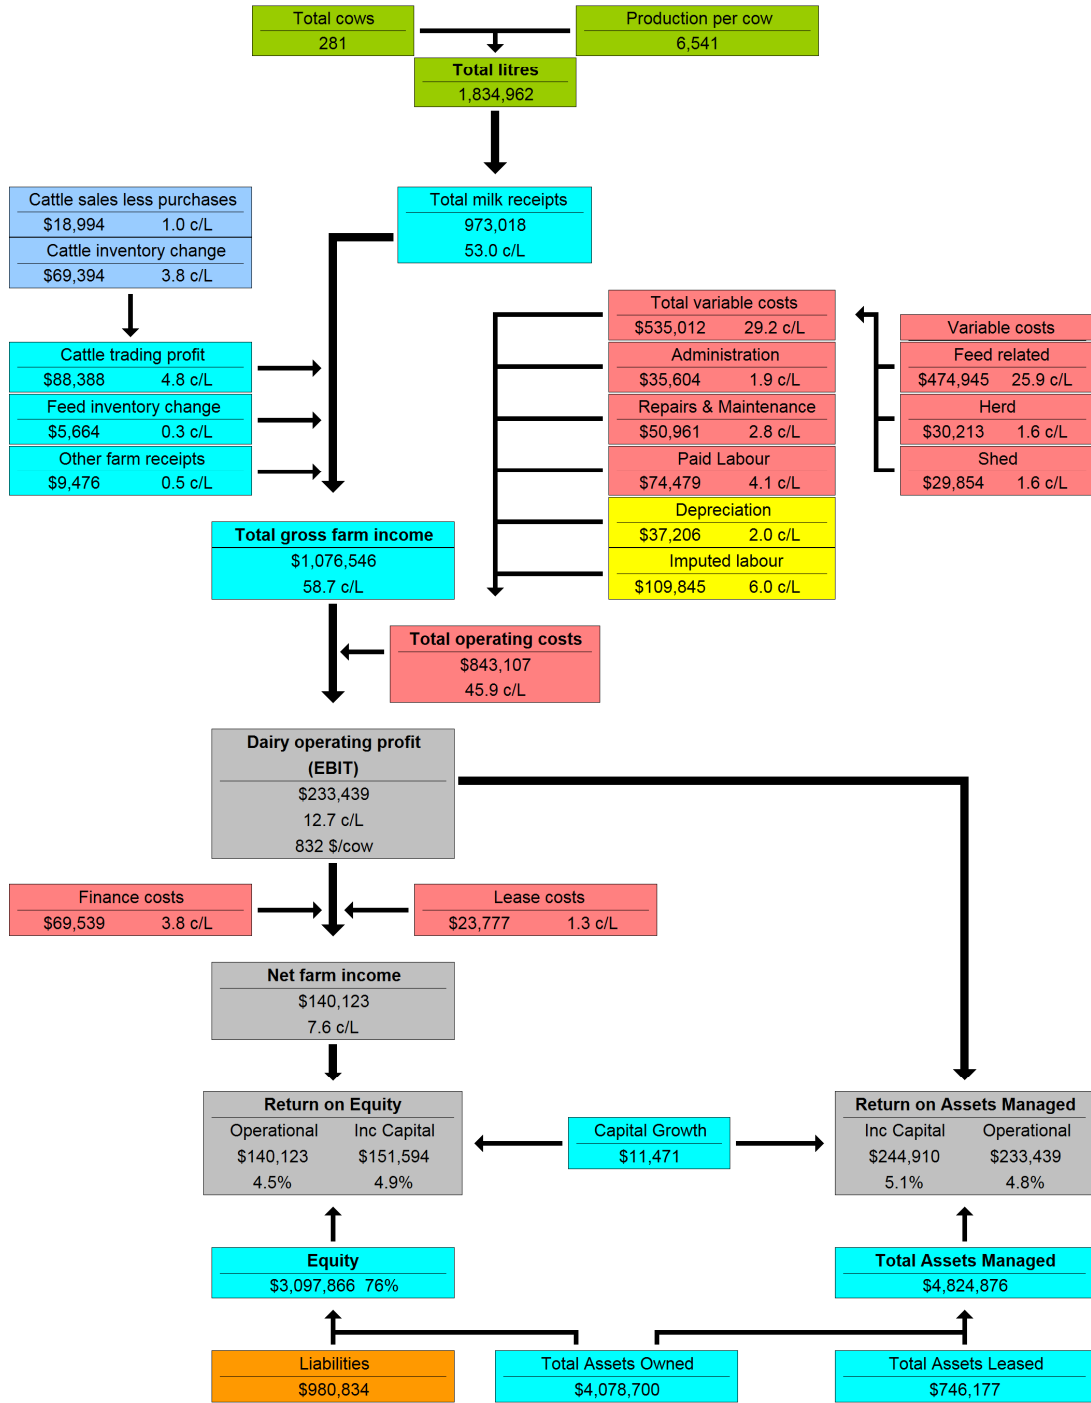 Total cows
281
Production per cow
6,541
Total litres
1,834,962
Cattle sales less purchases
$18,994 1.0 c/L
Cattle inventory change
$69,394 3.8 c/L
Total milk receipts
973,018
53.0 c/L
Cattle trading profit
$88,388 4.8 c/L
Feed inventory change
$5,664 0.3 c/L
Other farm receipts
$9,476 0.5 c/L
Total variable costs
$535,012 29.2 c/L
Administration
$35,604 1.9 c/L
Repairs & Maintenance
$50,961 2.8 c/L
Paid Labour
$74,479 4.1 c/L
Depreciation
$37,206 2.0 c/L
Imputed labour
$109,845 6.0 c/L
Variable costs
Feed related
$474,945 25.9 c/L
Herd
$30,213 1.6 c/L
Shed
$29,854 1.6 c/L
Total gross farm income
$1,076,546
58.7 c/L
Total operating costs
$843,107
45.9 c/L
Dairy operating profit
(EBIT)
$233,439
12.7 c/L
832 $/cow
Finance costs
$69,539 3.8 c/L
Lease costs
$23,777 1.3 c/L
Net farm income
$140,123
7.6 c/L
Return on Equity
Operational Inc Capital
$140,123 $151,594
4.5% 4.9%
Capital Growth
$11,471
Return on Assets Managed
Inc Capital Operational
$244,910 $233,439
5.1% 4.8%
Equity
$3,097,866 76%
Total Assets Managed
$4,824,876
Liabilities
$980,834
Total Assets Owned
$4,078,700
Total Assets Leased
$746,177